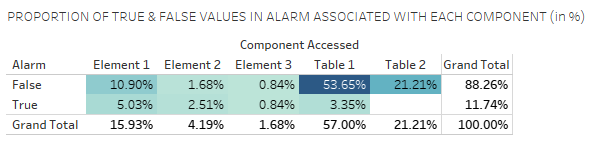 PROPORTION OF TRUE & FALSE VALUES IN ALARM ASSOCIATED WITH EACH COMPONENT (in %)
Component Accessed
Alarm Element 1 Element 2 Element 3 Table 1 Table 2 Grand Total
False 10.90% 1.68% 0.84% 53.65% 21.21% 88.26%
True 5.03% 2.51% 0.84% 3.35% 11.74%
Grand Total 15.93% 4.19% 1.68% 57.00% 21.21% 100.00%